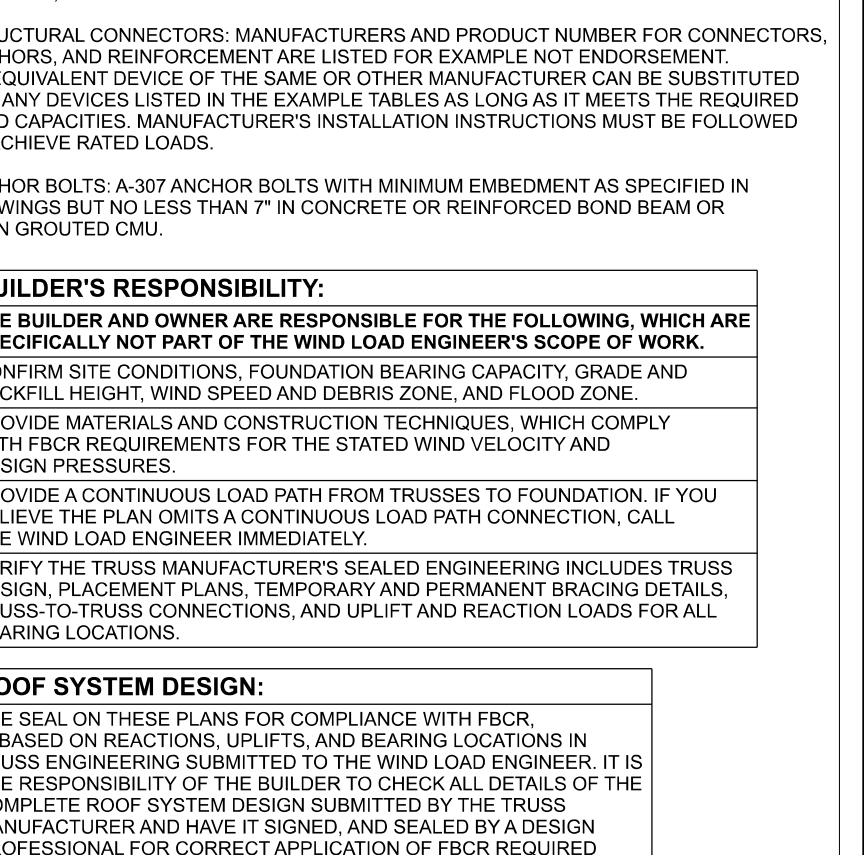 UCTURAL CONNECTORS: MANUFACTURERS AND PRODUCT NUMBER FOR CONNECTORS,
HORS, AND REINFORCEMENT ARE LISTED FOR EXAMPLE NOT ENDORSEMENT.
EQUIVALENT DEVICE OF THE SAME OR OTHER MANUFACTURER CAN BE SUBSTITUTED
ANY DEVICES LISTED IN THE EXAMPLE TABLES AS LONG AS IT MEETS THE REQUIRED
D CAPACITIES. MANUFACTURER'S INSTALLATION INSTRUCTIONS MUST BE FOLLOWED
CHIEVE RATED LOADS.
HOR BOLTS: A-307 ANCHOR BOLTS WITH MINIMUM EMBEDMENT AS SPECIFIED IN
WINGS BUT NO LESS THAN 7" IN CONCRETE OR REINFORCED BOND BEAM OR
N GROUTED CMU.
UILDER'S RESPONSIBILITY:
E BUILDER AND OWNER ARE RESPONSIBLE FOR THE FOLLOWING, WHICH ARE
ECIFICALLY NOT PART OF THE WIND LOAD ENGINEER'S SCOPE OF WORK.
ONFIRM SITE CONDITIONS, FOUNDATION BEARING CAPACITY, GRADE AND
CKFILL HEIGHT, WIND SPEED AND DEBRIS ZONE, AND FLOOD ZONE.
OVIDE MATERIALS AND CONSTRUCTION TECHNIQUES, WHICH COMPLY
TH FBCR REQUIREMENTS FOR THE STATED WIND VELOCITY AND
SIGN PRESSURES.
OVIDE A CONTINUOUS LOAD PATH FROM TRUSSES TO FOUNDATION. IF YOU
LIEVE THE PLAN OMITS A CONTINUOUS LOAD PATH CONNECTION, CALL
E WIND LOAD ENGINEER IMMEDIATELY.
RIFY THE TRUSS MANUFACTURER'S SEALED ENGINEERING INCLUDES TRUSS
SIGN, PLACEMENT PLANS, TEMPORARY AND PERMANENT BRACING DETAILS,
USS-TO-TRUSS CONNECTIONS, AND UPLIFT AND REACTION LOADS FOR ALL
ARING LOCATIONS.
OOF SYSTEM DESIGN:
E SEAL ON THESE PLANS FOR COMPLIANCE WITH FBCR,
BASED ON REACTIONS, UPLIFTS, AND BEARING LOCATIONS IN
USS ENGINEERING SUBMITTED TO THE WIND LOAD ENGINEER. IT IS
E RESPONSIBILITY OF THE BUILDER TO CHECK ALL DETAILS OF THE
OMPLETE ROOF SYSTEM DESIGN SUBMITTED BY THE TRUSS
ANUFACTURER AND HAVE IT SIGNED, AND SEALED BY A DESIGN
OFESSIONAL FOR CORRECT APPLICATION OF FBCR REQUIRED